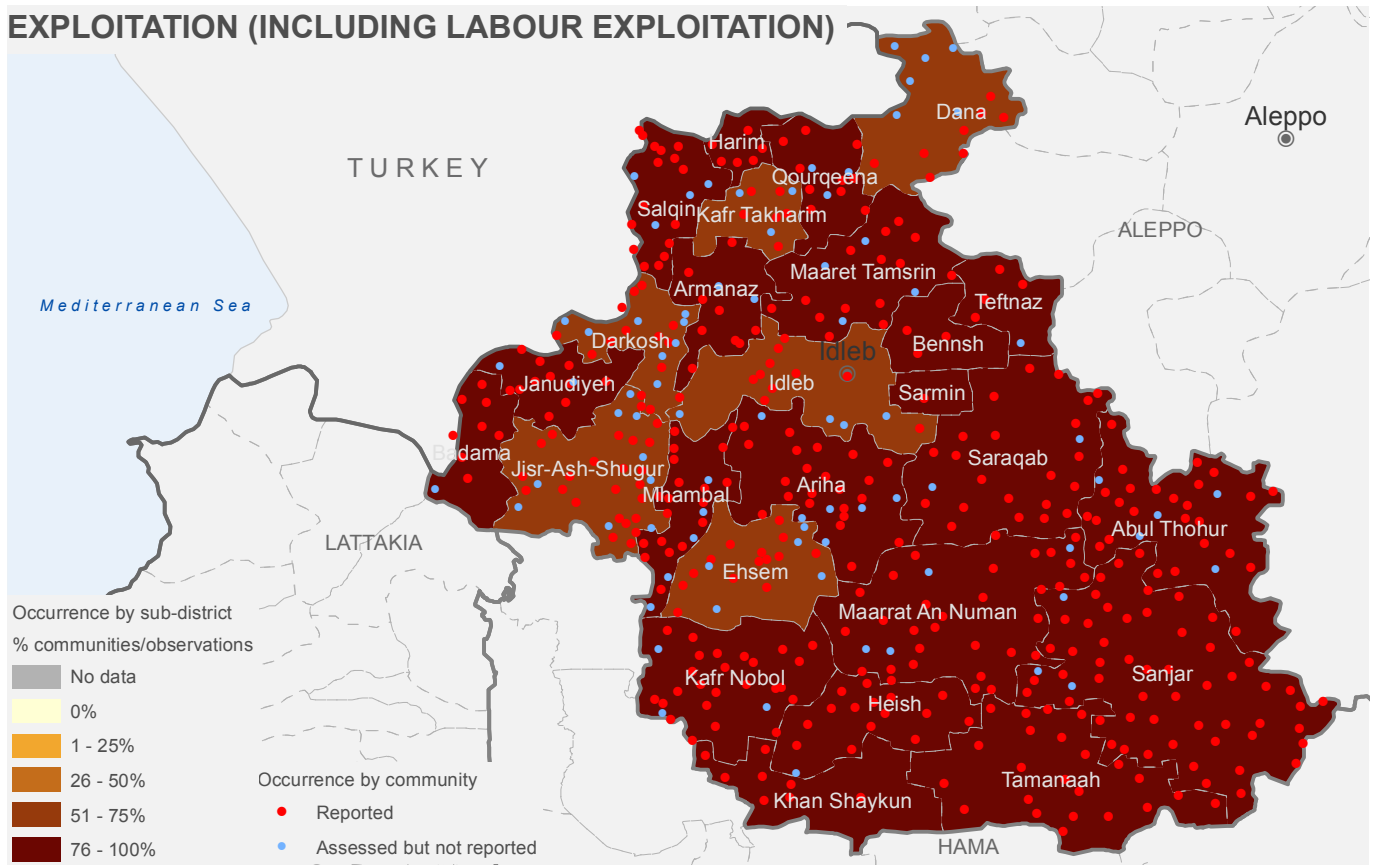 EXPLOITATION (INCLUDING LABOUR EXPLOITATION)
Dana
Aleppo
Harim
TURKEY
Qourqeena
Salqin
Kafr Takharim
ALEPPO
Maaret Tamsrin
Armanaz
Mediterranean Sea
Teftnaz
Darkosh
Bennsh
Idleb
Janudiyeh
Idleb
Sarmin
Badama
Saraqab
Jisr-Ash-Shugur
Ariha
Mhambal
Abul Thohur
LATTAKIA
Ehsem
Maarrat An Numan
Kafr Nobol
Sanjar
Heish
Tamanaah
Khan Shaykun
HAMA
Occurrence by sub-district
% communities/observations
No data
0%
1 - 25%
26 - 50%
51 - 75%
76 - 100%
Occurrence by community
Reported
Assessed but not reported